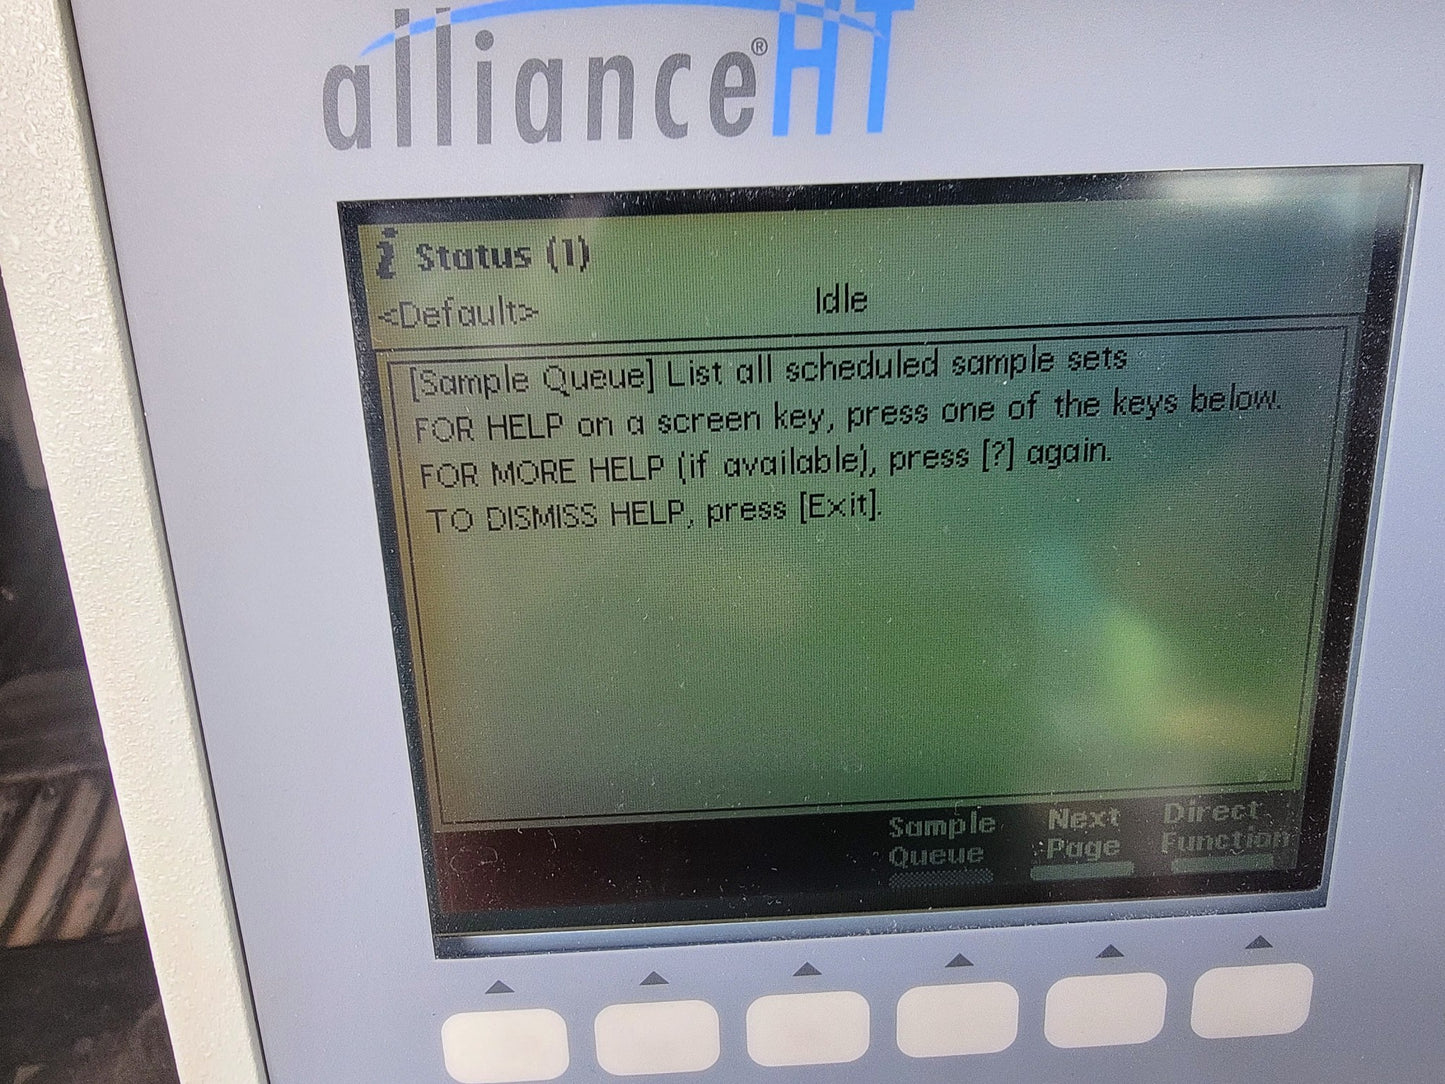 alliance® HT
i Status (1)
<Default> Idle
[Sample Queue] List all scheduled sample sets
FOR HELP on a screen key, press one of the keys below.
FOR MORE HELP (if available), press [?] again.
TO DISMISS HELP, press [Exit].
Sample Next Direct
Queue Page Function